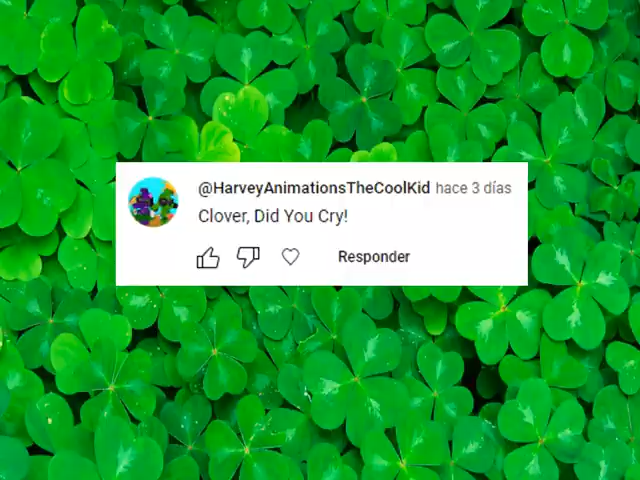 @HarveyAnimationsTheCoolKid hace 3 días
Clover, Did You Cry!
Responder